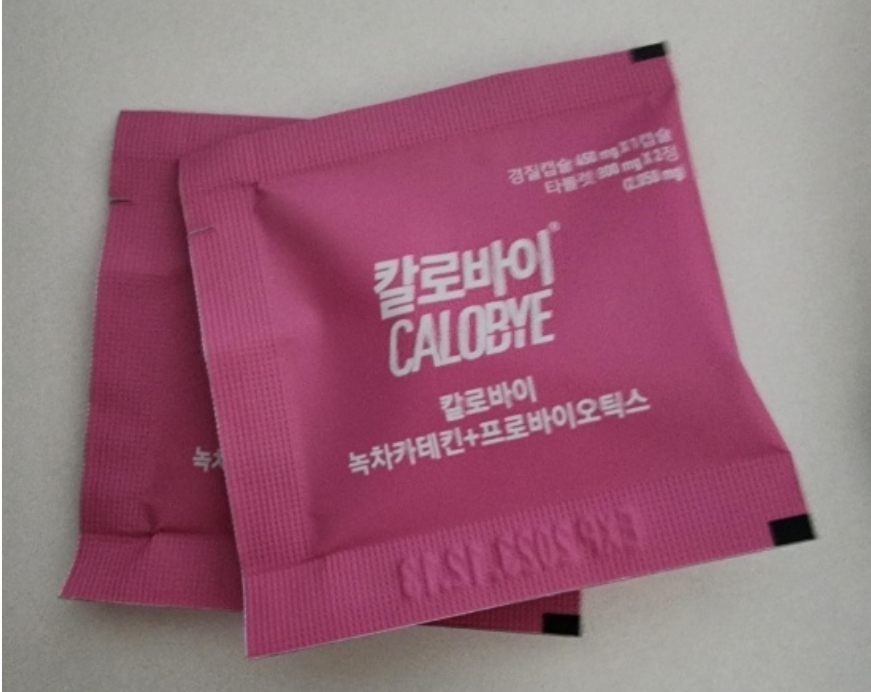 경질캡슐 450 mg X 1캡슐
타블렛 800 mg X 2정
(2,050 mg)
칼로바이®
CALOBYE
칼로바이
녹차카테킨+프로바이오틱스
녹차